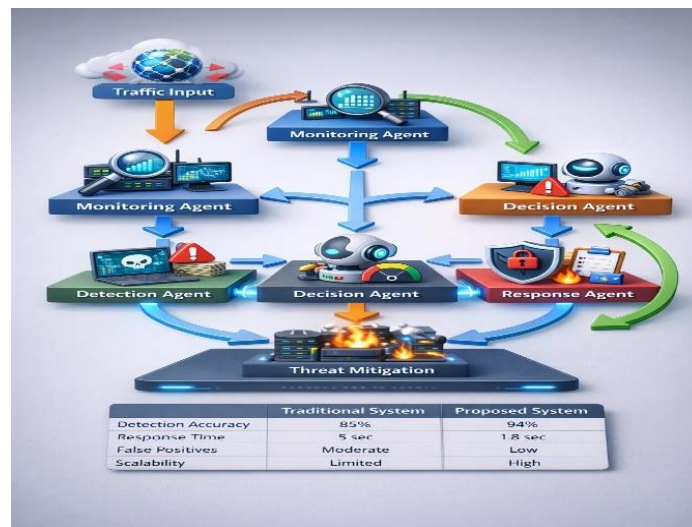 Traffic Input
Monitoring Agent
Monitoring Agent
Decision Agent
Detection Agent
Decision Agent
Response Agent
Threat Mitigation
Traditional System Proposed System
Detection Accuracy 85% 94%
Response Time 5 sec 1.8 sec
False Positives Moderate Low
Scalability Limited High